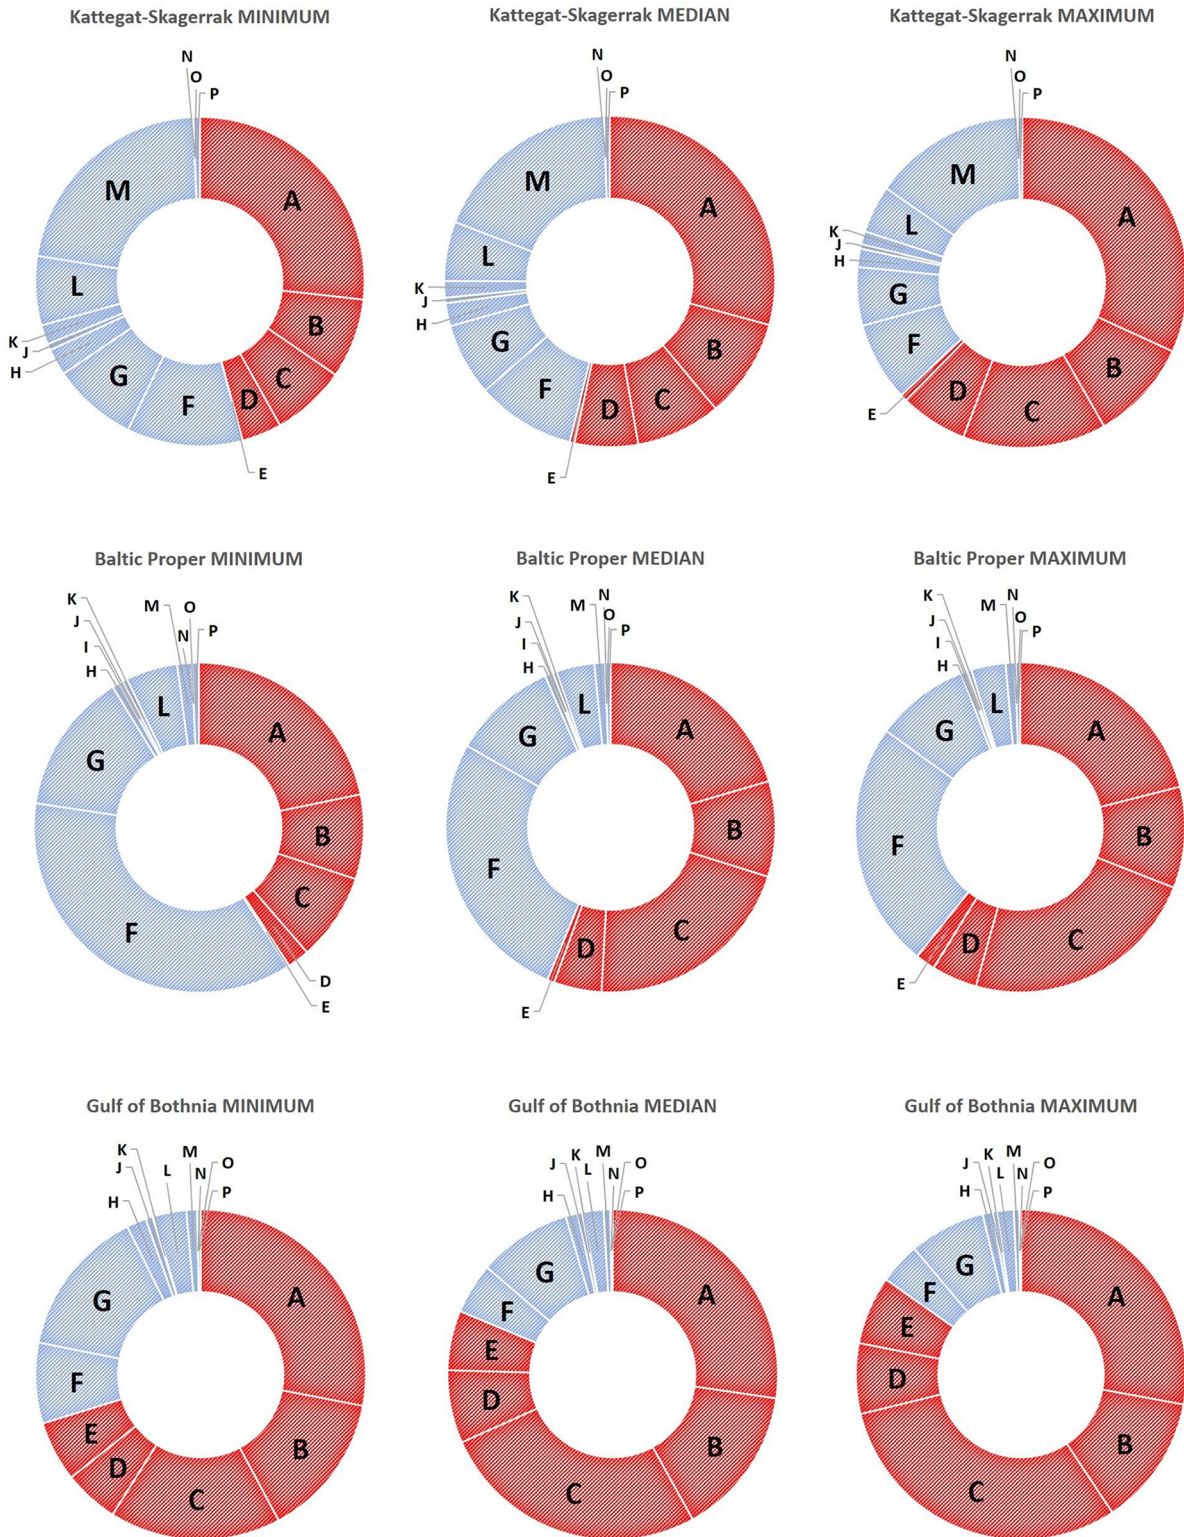 Kattegat-Skagerrak MINIMUM
Kattegat-Skagerrak MEDIAN
Kattegat-Skagerrak MAXIMUM
N
O
P
A
B
C
D
E
F
G
H
J
K
L
M
N
O
P
A
B
C
D
E
F
G
H
J
K
L
M
N
O
P
A
B
C
D
E
F
G
H
J
K
L
M
Baltic Proper MINIMUM
Baltic Proper MEDIAN
Baltic Proper MAXIMUM
K
J
I
H
M
O
N
P
A
B
C
D
E
F
G
L
K
J
I
H
M
N
O
P
A
B
C
D
E
F
G
L
K
J
I
H
M
N
O
P
A
B
C
D
E
F
G
L
Gulf of Bothnia MINIMUM
Gulf of Bothnia MEDIAN
Gulf of Bothnia MAXIMUM
K
J
H
L
M
N
O
P
A
B
C
D
E
F
G
J
K
H
L
M
N
O
P
A
B
C
D
E
F
G
J
K
H
L
M
N
O
P
A
B
C
D
E
F
G